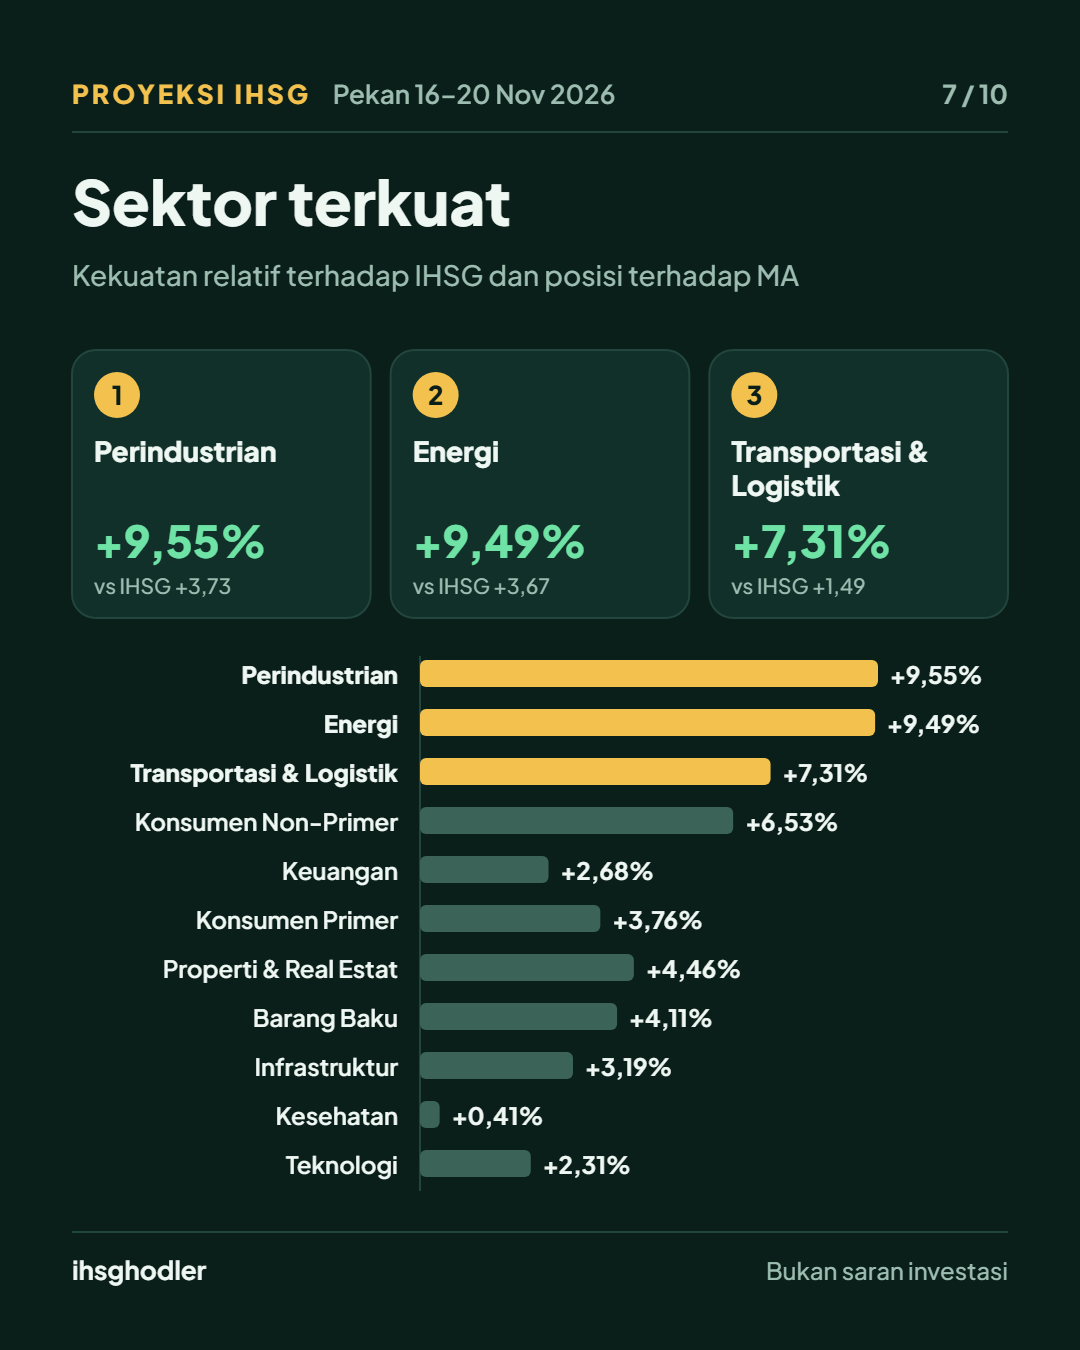 PROYEKSI IHSG Pekan 16–20 Nov 2026 7 / 10
Sektor terkuat
Kekuatan relatif terhadap IHSG dan posisi terhadap MA
1
Perindustrian
+9,55%
vs IHSG +3,73
2
Energi
+9,49%
vs IHSG +3,67
3
Transportasi &
Logistik
+7,31%
vs IHSG +1,49
Perindustrian +9,55%
Energi +9,49%
Transportasi & Logistik +7,31%
Konsumen Non-Primer +6,53%
Keuangan +2,68%
Konsumen Primer +3,76%
Properti & Real Estat +4,46%
Barang Baku +4,11%
Infrastruktur +3,19%
Kesehatan +0,41%
Teknologi +2,31%
ihsghodler Bukan saran investasi